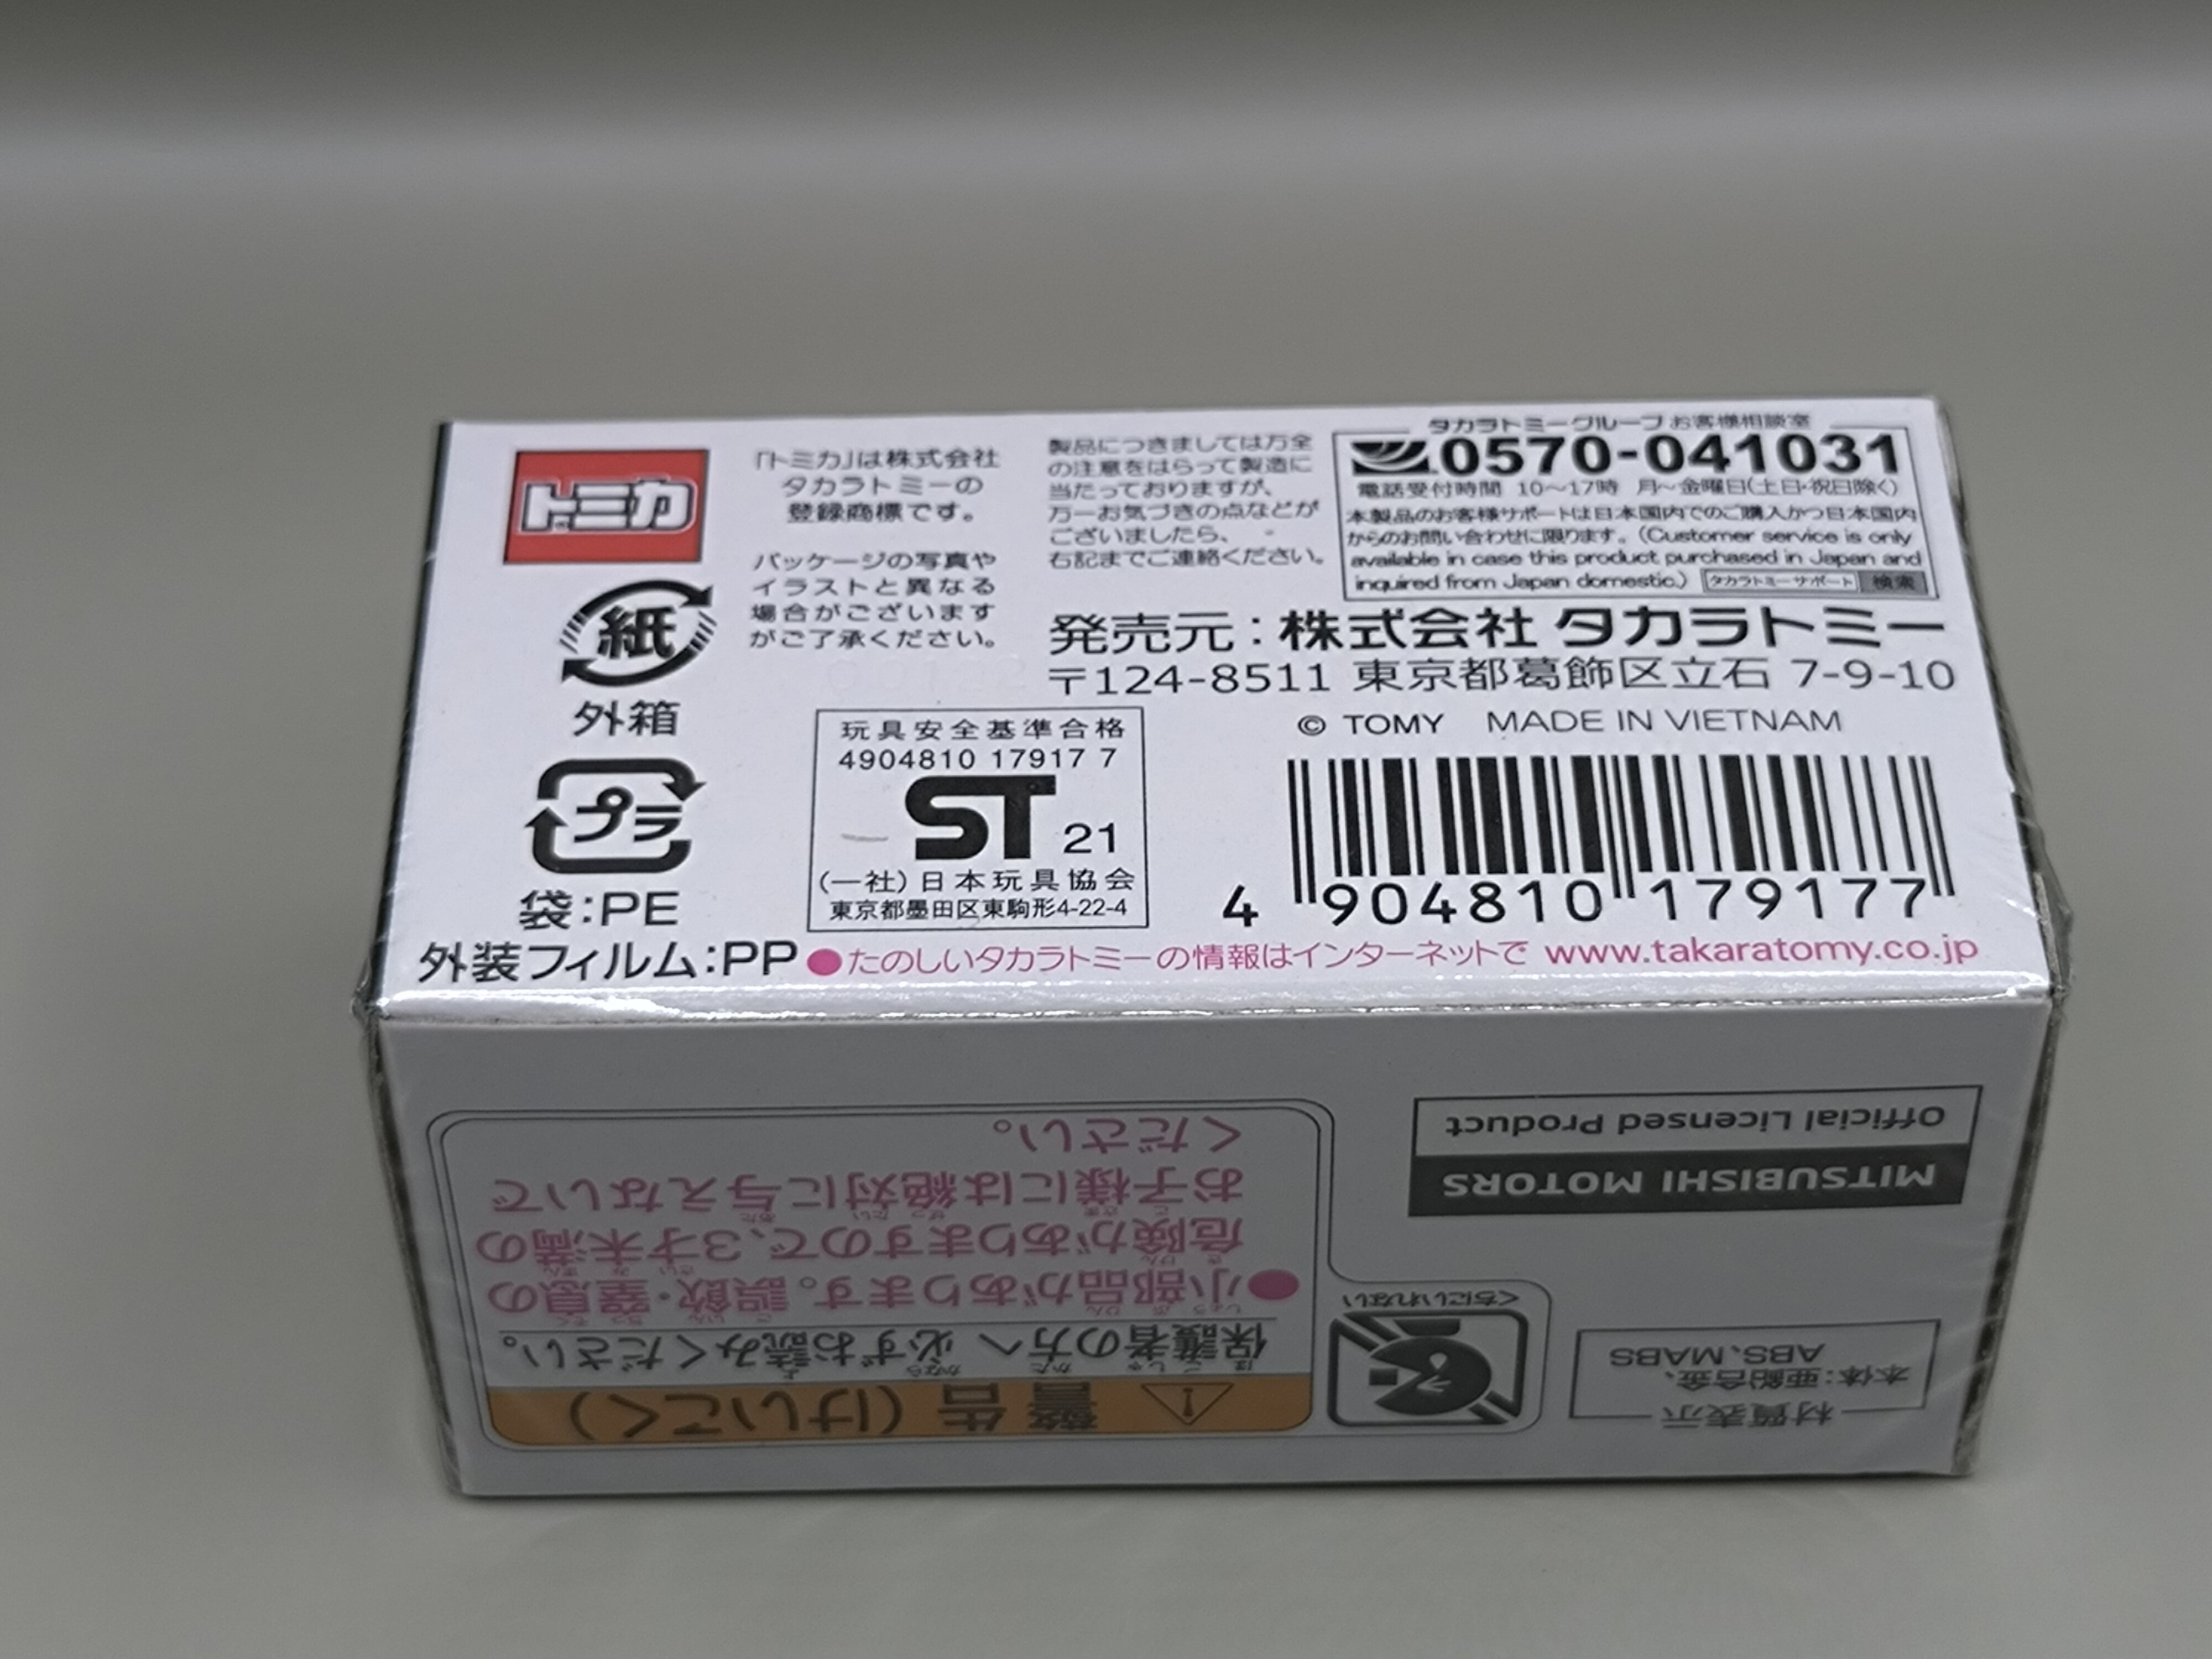 トミカ
「トミカ」は株式会社
タカラトミーの
登録商標です。
パッケージの写真や
イラストと異なる
場合がございます
がご了承ください。
製品につきましては万全
の注意をはらって製造に
当たっておりますが、
万一お気づきの点などが
ございましたら、
右記までご連絡ください。
タカラトミーグループお客様相談室
0570-041031
電話受付時間 10～17時 月～金曜日(土日・祝日除く)
本製品のお客様サポートは日本国内でのご購入かつ日本国内
からのお問い合わせに限ります。(Customer service is only
available in case this product purchased in Japan and
inquired from Japan domestic.) タカラトミーサポート 検索
発売元:株式会社 タカラトミー
〒124-8511 東京都葛飾区立石 7-9-10
© TOMY MADE IN VIETNAM
紙
外箱
プラ
袋:PE
外装フィルム:PP
玩具安全基準合格
4904810 17917 7
ST 21
(一社)日本玩具協会
東京都墨田区東駒形4-22-4
4 904810 179177
●たのしいタカラトミーの情報はインターネットで www.takaratomy.co.jp
警告(けいこく)
保護者の方へ 必ずお読みください。
●小部品があります。誤飲・窒息の
危険がありますので、3才未満の
お子様には絶対に与えないで
ください。
くちにいれない
材質表示
本体:亜鉛合金、
ABS、MABS
MITSUBISHI MOTORS
Official Licensed Product